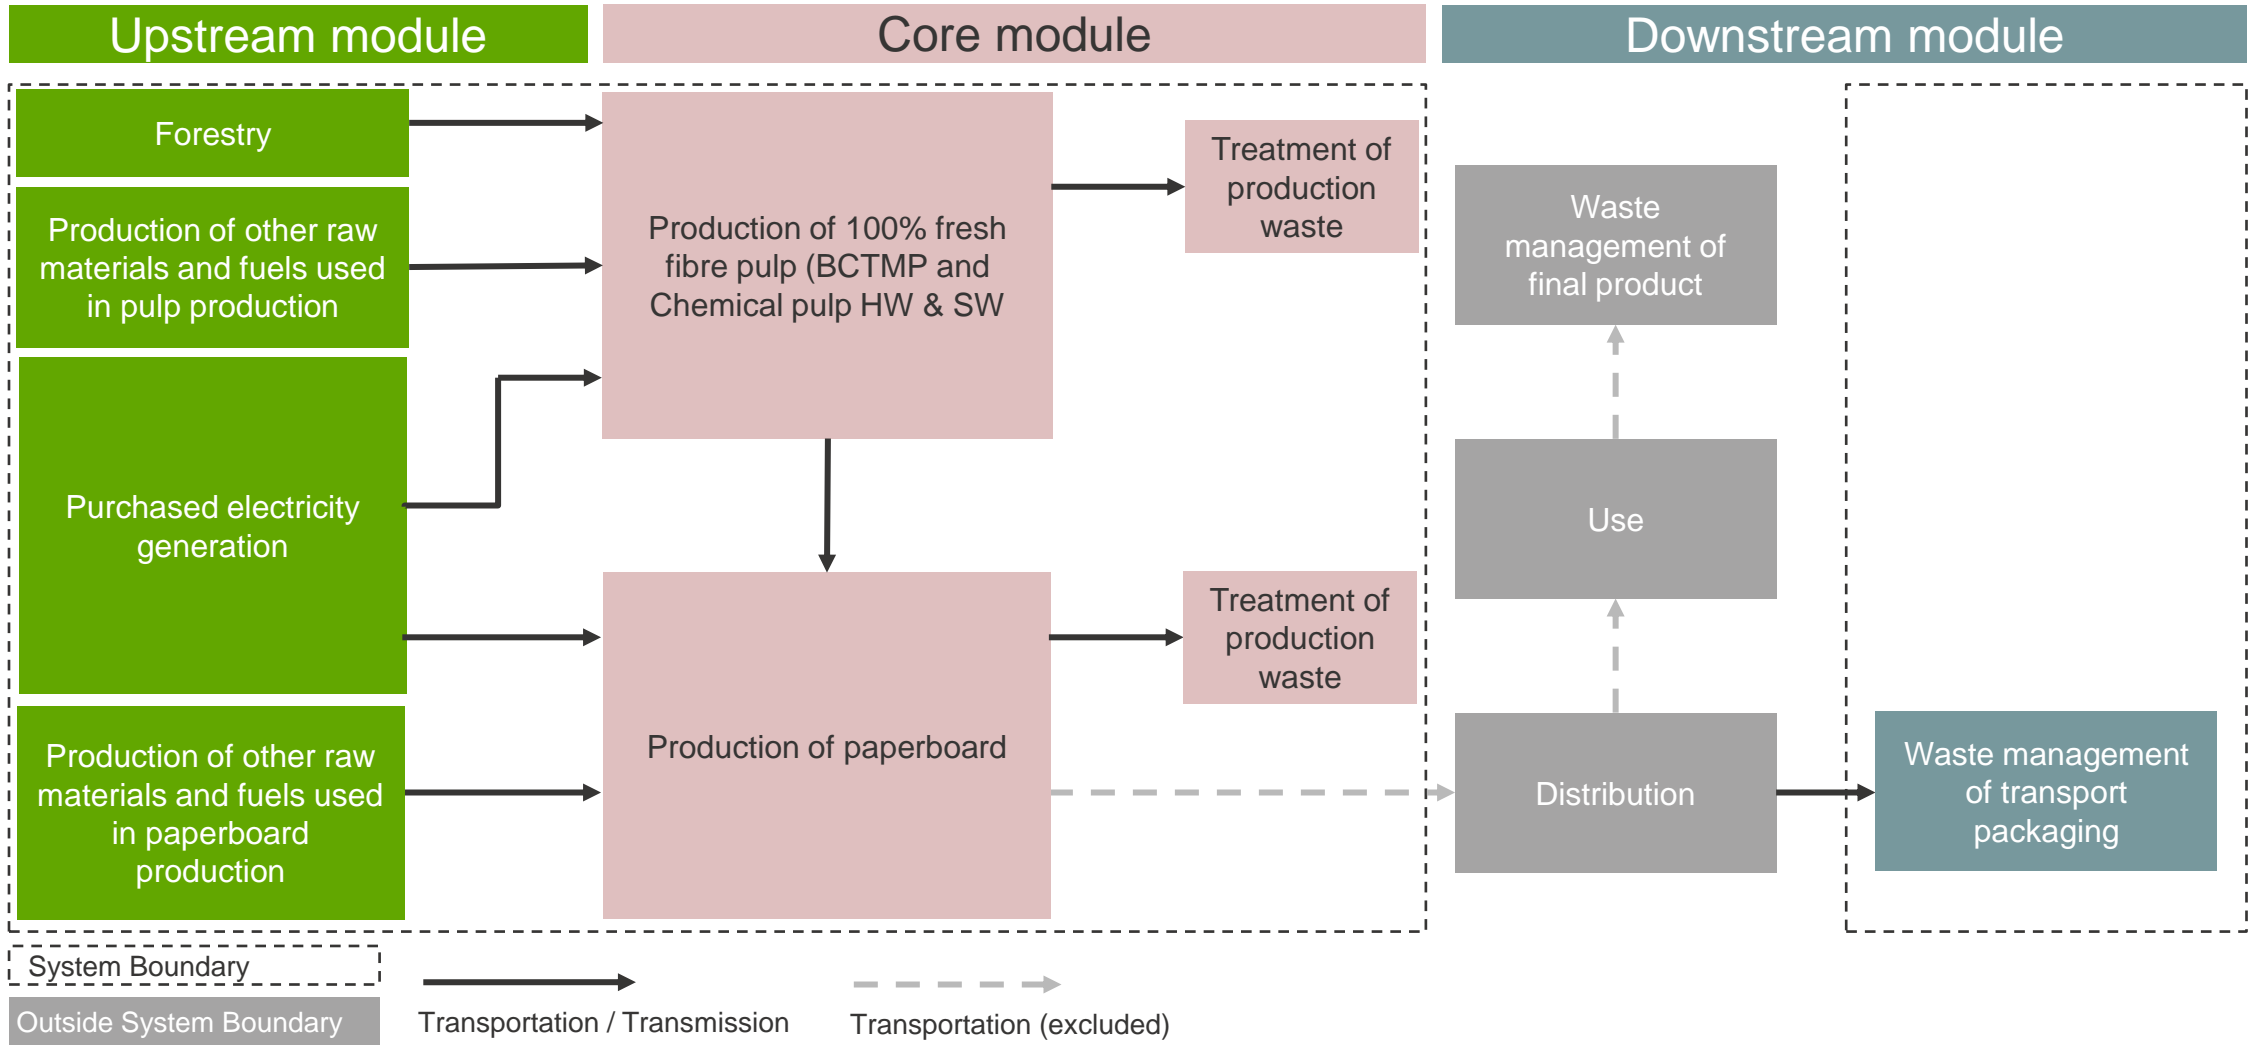 Upstream module
Core module
Downstream module
Forestry
Production of other raw
materials and fuels used
in pulp production
Purchased electricity
generation
Production of other raw
materials and fuels used
in paperboard
production
Production of 100% fresh
fibre pulp (BCTMP and
Chemical pulp HW & SW
Production of paperboard
Treatment of
production
waste
Treatment of
production
waste
Waste
management of
final product
Use
Distribution
Waste management
of transport
packaging
System Boundary
Outside System Boundary
Transportation / Transmission
Transportation (excluded)